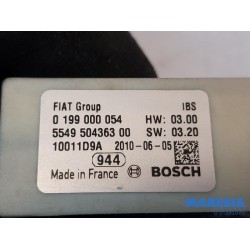 FIAT Group IBS
0 199 000 054 HW: 03.00
5549 504363 00 SW: 03.20
10011D9A 2010-06-05
944
Made in France BOSCH